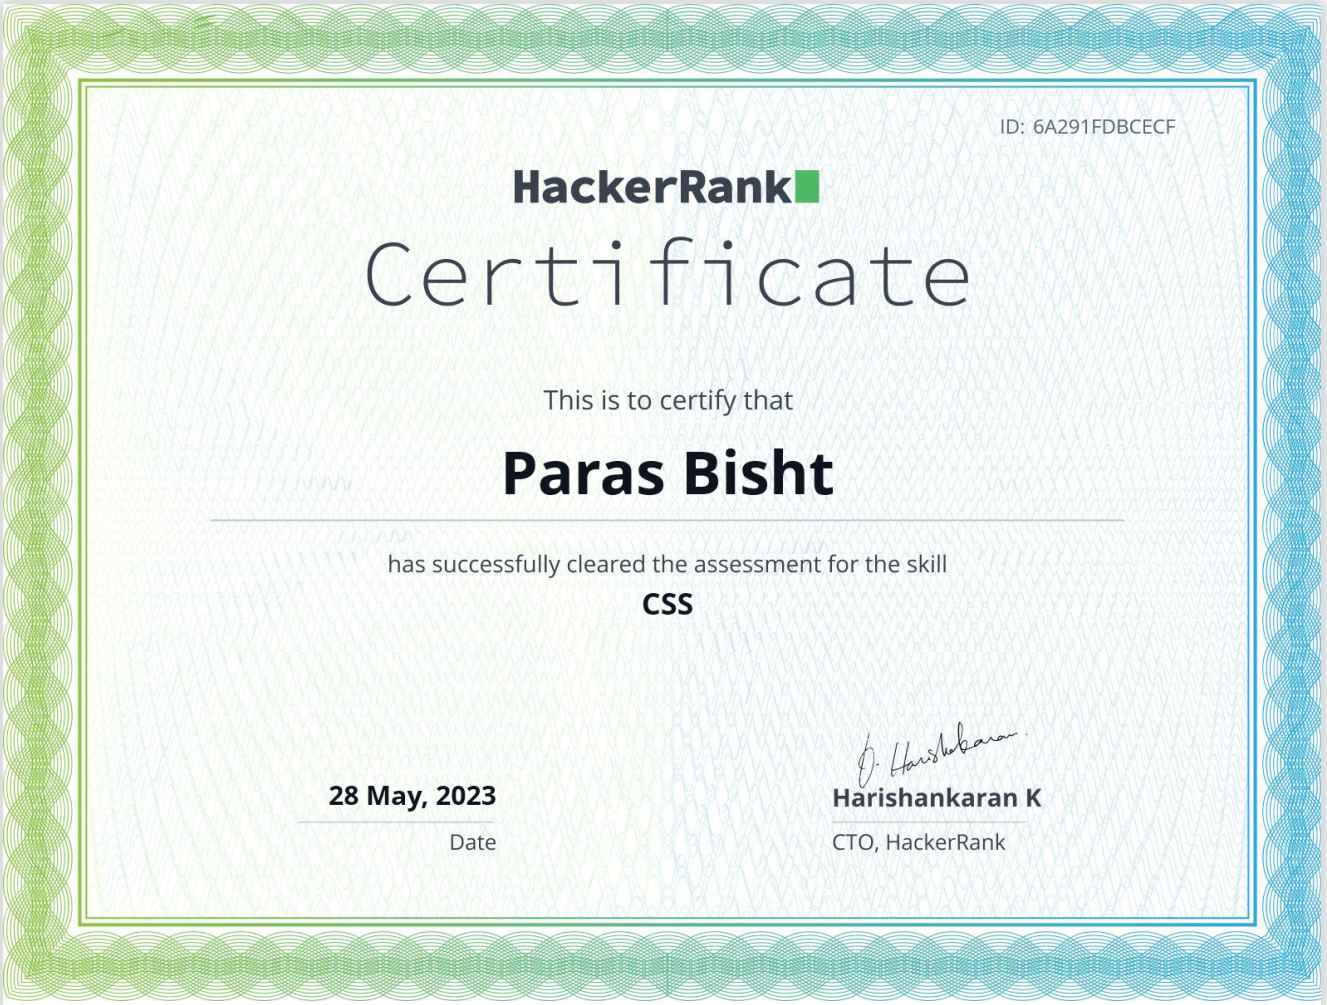 ID: 6A291FDBCECF
HackerRank
Certificate
This is to certify that
Paras Bisht
has successfully cleared the assessment for the skill
CSS
28 May, 2023
Date
Harishankaran K
CTO, HackerRank